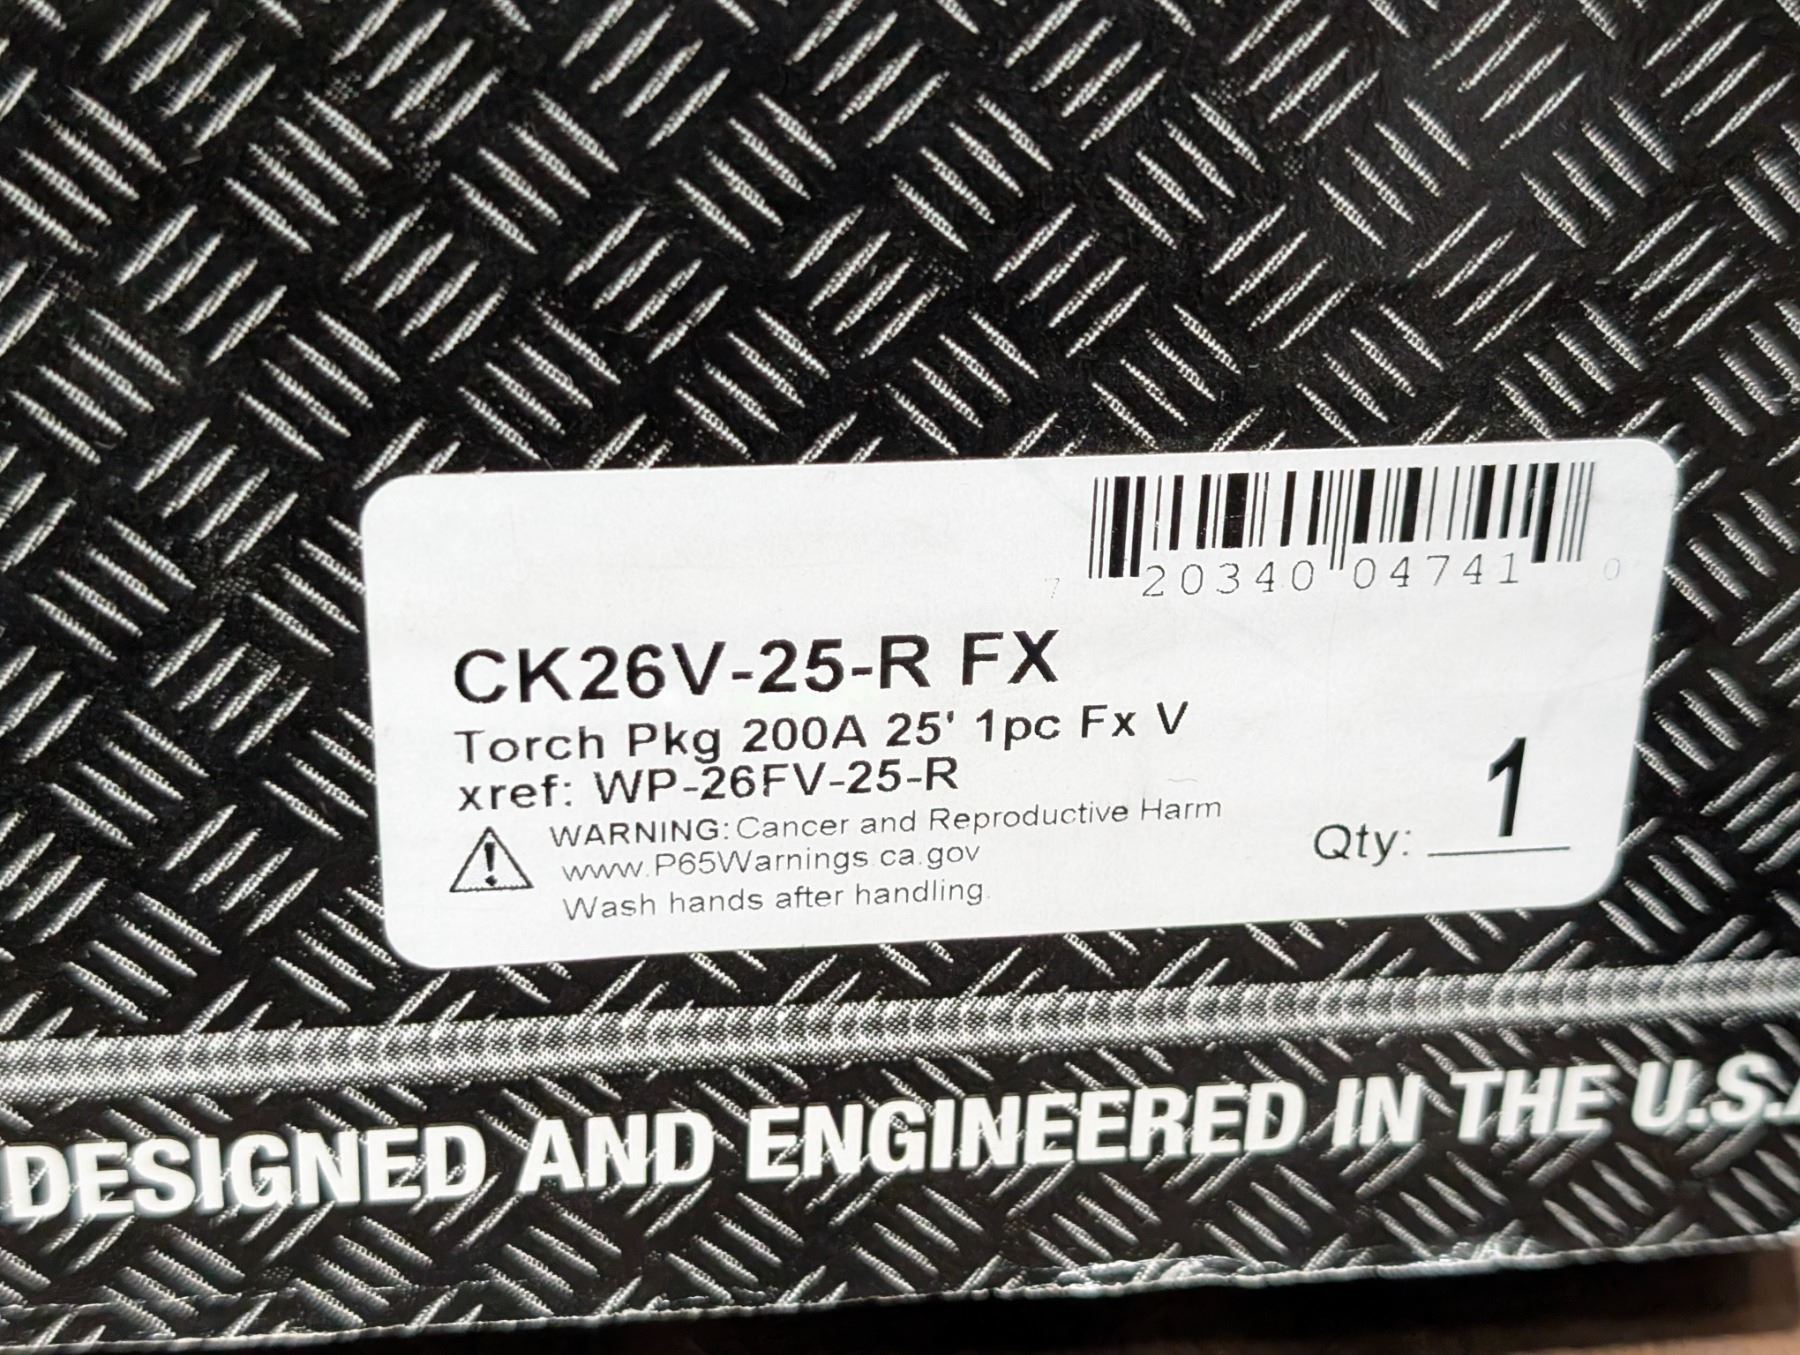 7 20340 04741 0
CK26V-25-R FX
Torch Pkg 200A 25' 1pc Fx V
xref: WP-26FV-25-R
WARNING: Cancer and Reproductive Harm
www.P65Warnings.ca.gov
Wash hands after handling.
Qty: 1
DESIGNED AND ENGINEERED IN THE U.S.